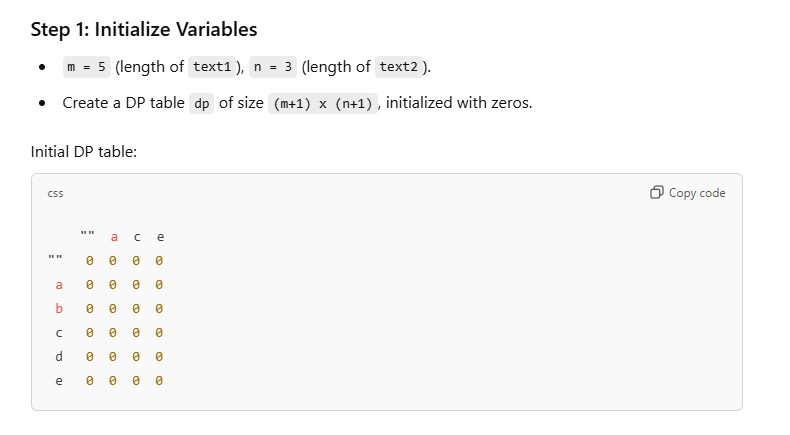 Step 1: Initialize Variables
• m = 5 (length of text1), n = 3 (length of text2).
• Create a DP table dp of size (m+1) x (n+1), initialized with zeros.
Initial DP table:
css Copy code
"" a c e
"" 0 0 0 0
a 0 0 0 0
b 0 0 0 0
c 0 0 0 0
d 0 0 0 0
e 0 0 0 0